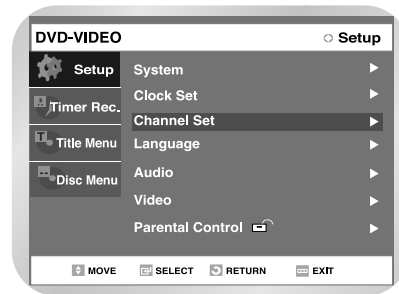 DVD-VIDEO
Setup
Setup
Timer Rec.
Title Menu
Disc Menu
System
Clock Set
Channel Set
Language
Audio
Video
Parental Control
MOVE SELECT RETURN EXIT